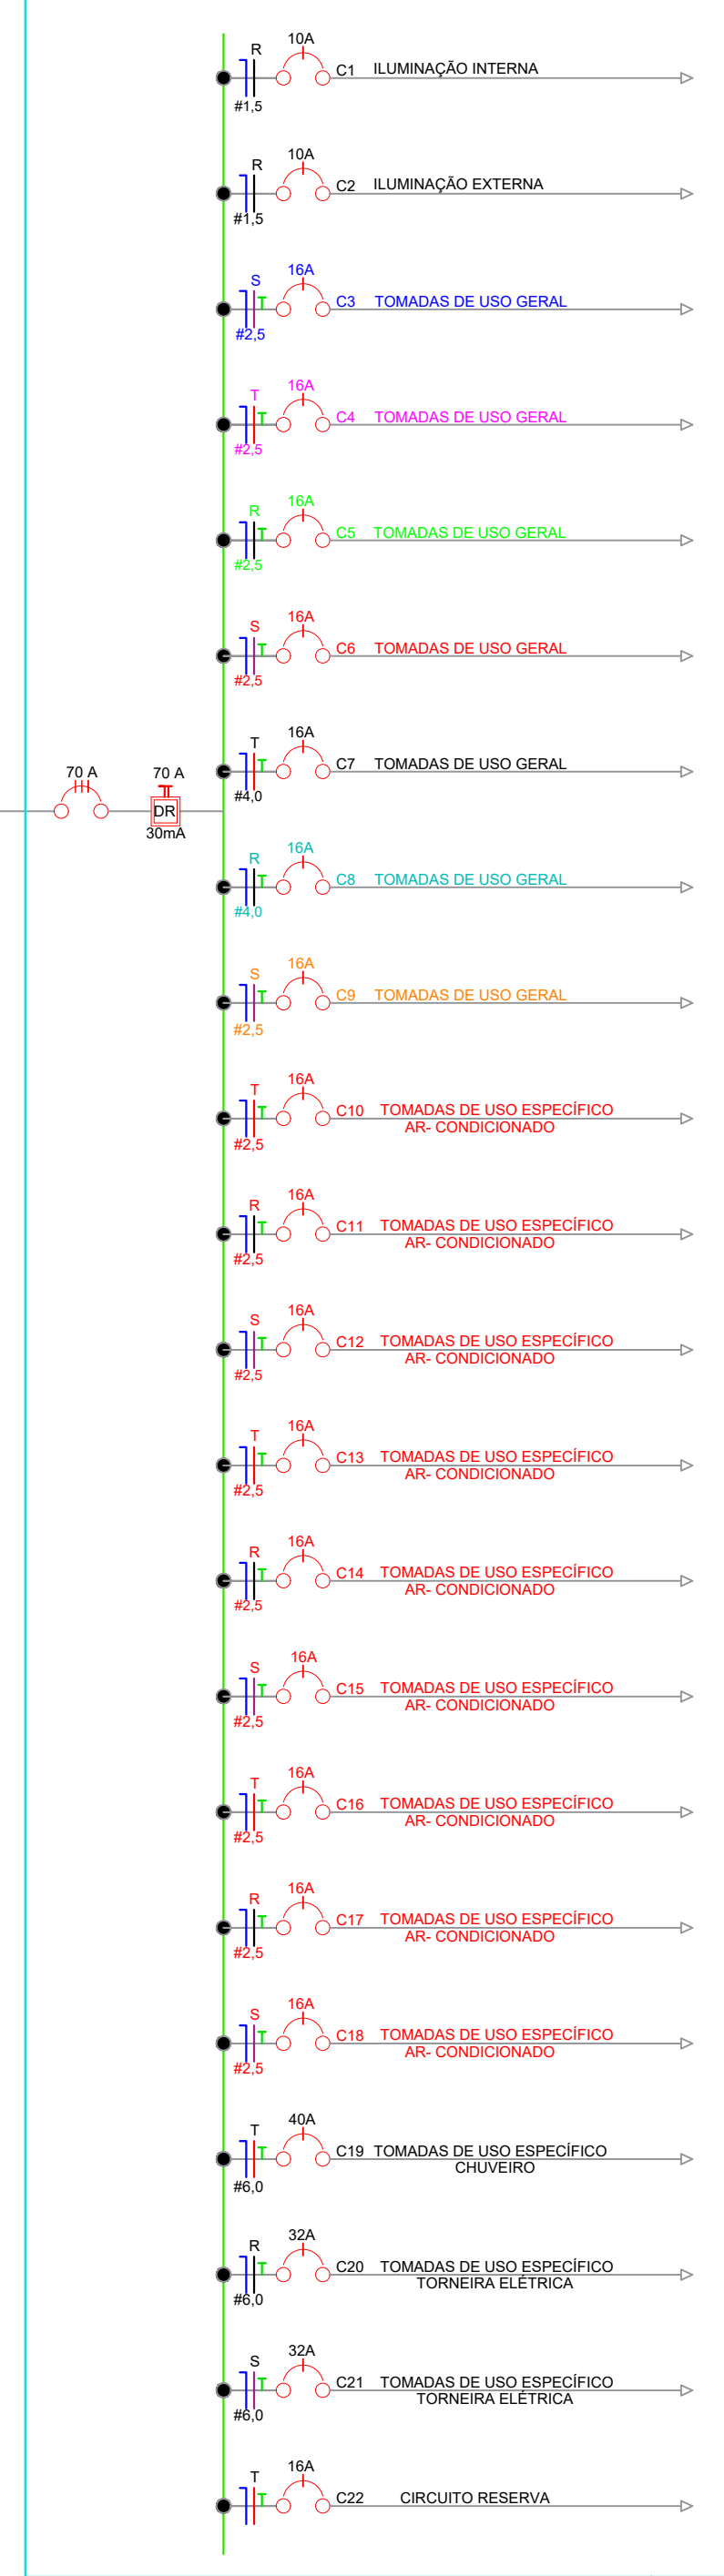 R
10A
C1 ILUMINAÇÃO INTERNA
#1,5
R
10A
C2 ILUMINAÇÃO EXTERNA
#1,5
S
16A
C3 TOMADAS DE USO GERAL
T
#2,5
T
16A
C4 TOMADAS DE USO GERAL
T
#2,5
R
16A
C5 TOMADAS DE USO GERAL
T
#2,5
S
16A
C6 TOMADAS DE USO GERAL
T
#2,5
T
16A
C7 TOMADAS DE USO GERAL
T
#4,0
70 A
70 A
DR
30mA
R
16A
C8 TOMADAS DE USO GERAL
T
#4,0
S
16A
C9 TOMADAS DE USO GERAL
T
#2,5
T
16A
C10 TOMADAS DE USO ESPECÍFICO
AR- CONDICIONADO
T
#2,5
R
16A
C11 TOMADAS DE USO ESPECÍFICO
AR- CONDICIONADO
T
#2,5
S
16A
C12 TOMADAS DE USO ESPECÍFICO
AR- CONDICIONADO
T
#2,5
T
16A
C13 TOMADAS DE USO ESPECÍFICO
AR- CONDICIONADO
T
#2,5
R
16A
C14 TOMADAS DE USO ESPECÍFICO
AR- CONDICIONADO
T
#2,5
S
16A
C15 TOMADAS DE USO ESPECÍFICO
AR- CONDICIONADO
T
#2,5
T
16A
C16 TOMADAS DE USO ESPECÍFICO
AR- CONDICIONADO
T
#2,5
R
16A
C17 TOMADAS DE USO ESPECÍFICO
AR- CONDICIONADO
T
#2,5
S
16A
C18 TOMADAS DE USO ESPECÍFICO
AR- CONDICIONADO
T
#2,5
T
40A
C19 TOMADAS DE USO ESPECÍFICO
CHUVEIRO
T
#6,0
R
32A
C20 TOMADAS DE USO ESPECÍFICO
TORNEIRA ELÉTRICA
T
#6,0
S
32A
C21 TOMADAS DE USO ESPECÍFICO
TORNEIRA ELÉTRICA
T
#6,0
T
16A
C22 CIRCUITO RESERVA
T